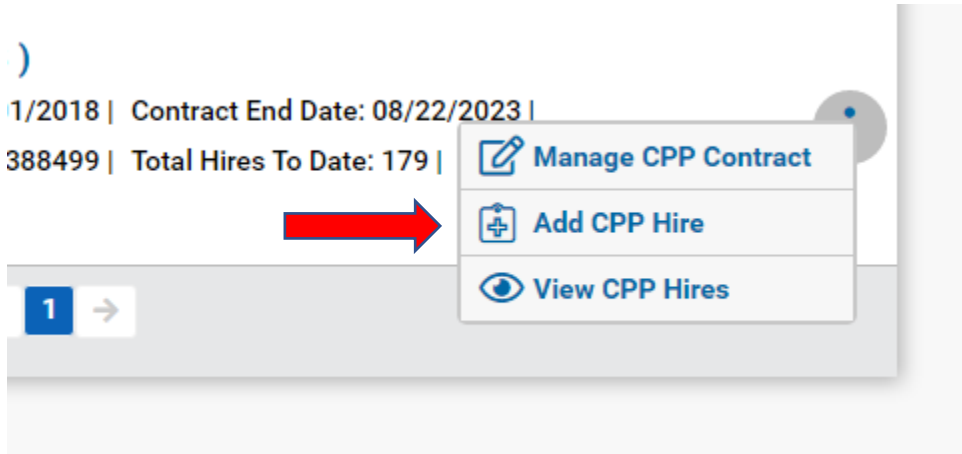 )
1/2018 | Contract End Date: 08/22/2023 |
388499 | Total Hires To Date: 179 |
Manage CPP Contract
Add CPP Hire
View CPP Hires
1